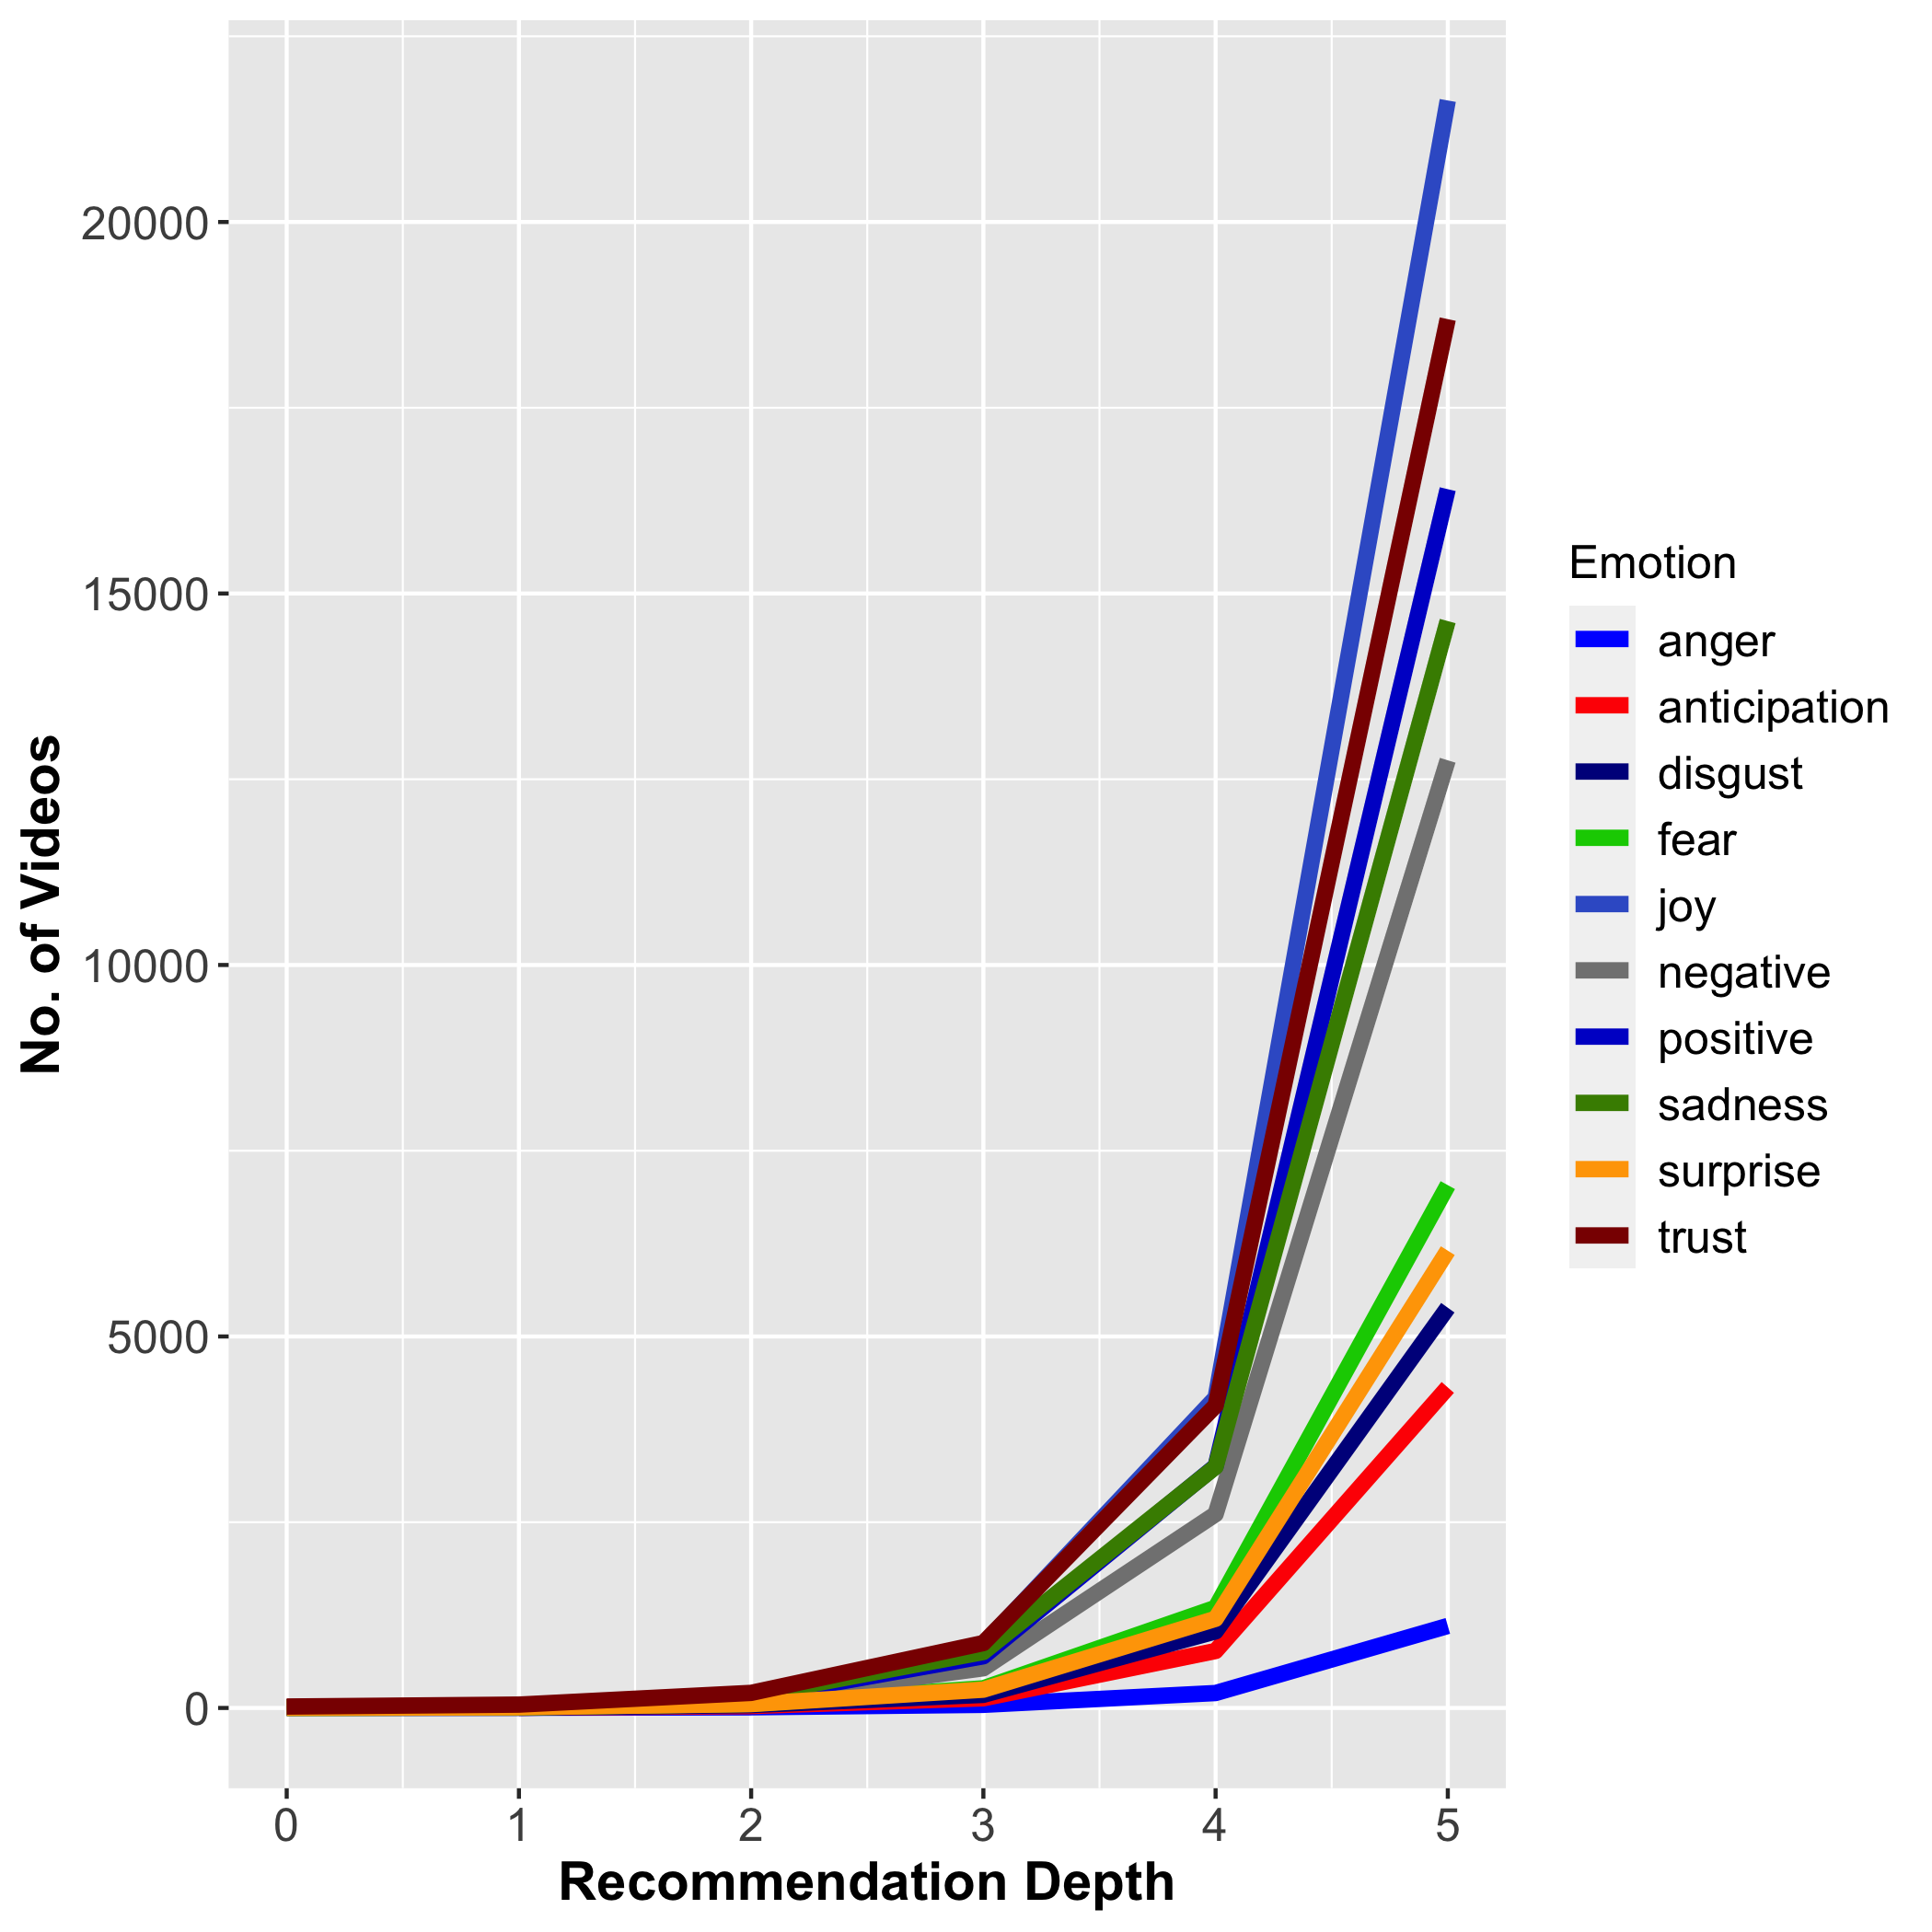 No. of Videos
20000
15000
10000
5000
0
0 1 2 3 4 5
Recommendation Depth
Emotion
anger
anticipation
disgust
fear
joy
negative
positive
sadness
surprise
trust